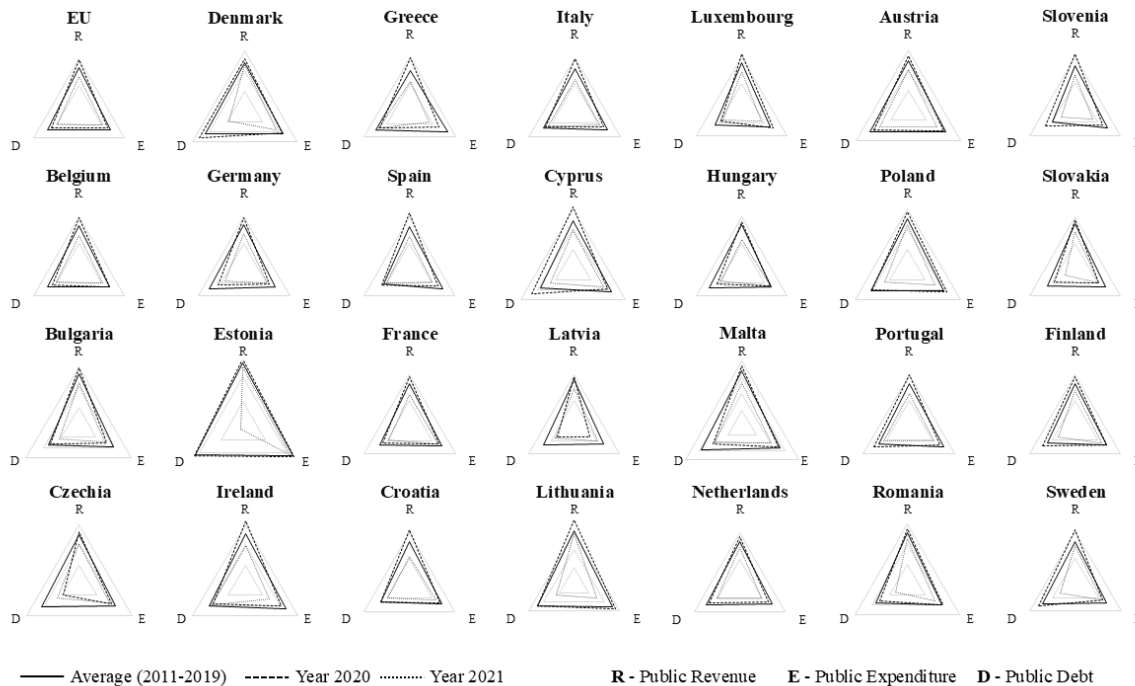 EU Denmark Greece Italy Luxembourg Austria Slovenia
R R R R R R R
D E D E D E D E D E D E D
Belgium Germany Spain Cyprus Hungary Poland Slovakia
R R R R R R R
D E D E D E D E D E D E D
Bulgaria Estonia France Latvia Malta Portugal Finland
R R R R R R R
D E D E D E D E D E D E D
Czechia Ireland Croatia Lithuania Netherlands Romania Sweden
R R R R R R R
D E D E D E D E D E D E D
Average (2011-2019) Year 2020 Year 2021 R - Public Revenue E - Public Expenditure D - Public Debt